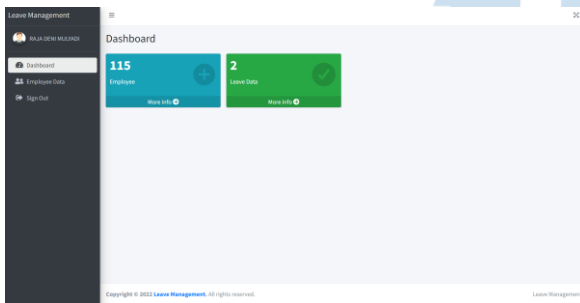 Leave Management
RAJA DENI MULYADI
Dashboard
Employee Data
Sign Out
Dashboard
115
Employee
More info
2
Leave Data
More info
Copyright © 2022 Leave Management. All rights reserved.
Leave Managemen